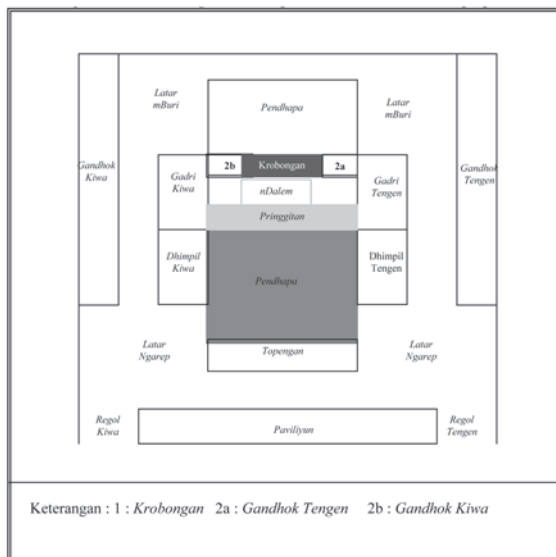 Latar mBuri
Pendhapa
Latar mBuri
Gandhok Kiwa
Gandhok Tengen
2b
Krobongan
2a
Gadri Kiwa
nDalem
Gadri Tengen
Pringgitan
Dhimpil Kiwa
Pendhapa
Dhimpil Tengen
Latar Ngarep
Topengan
Latar Ngarep
Regol Kiwa
Paviliyun
Regol Tengen
Keterangan : 1 : Krobongan 2a : Gandhok Tengen 2b : Gandhok Kiwa